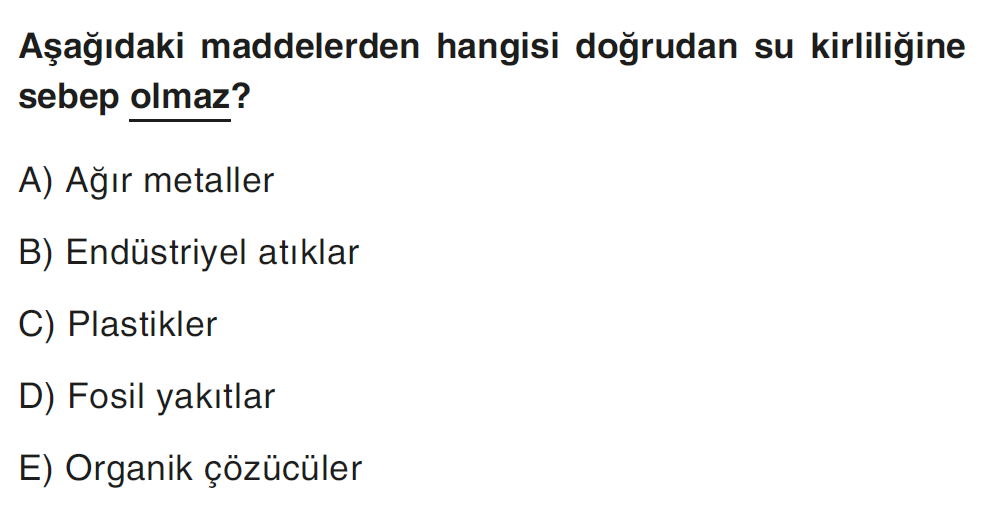 Aşağıdaki maddelerden hangisi doğrudan su kirliliğine
sebep olmaz?
A) Ağır metaller
B) Endüstriyel atıklar
C) Plastikler
D) Fosil yakıtlar
E) Organik çözücüler